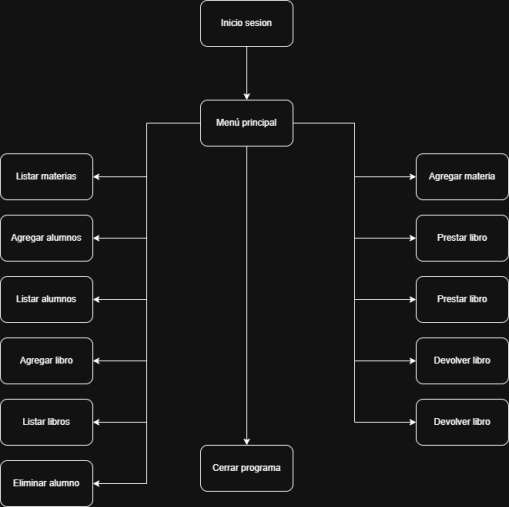 Inicio sesion
Menú principal
Listar materias
Agregar materia
Agregar alumnos
Prestar libro
Listar alumnos
Prestar libro
Agregar libro
Devolver libro
Listar libros
Devolver libro
Cerrar programa
Eliminar alumno